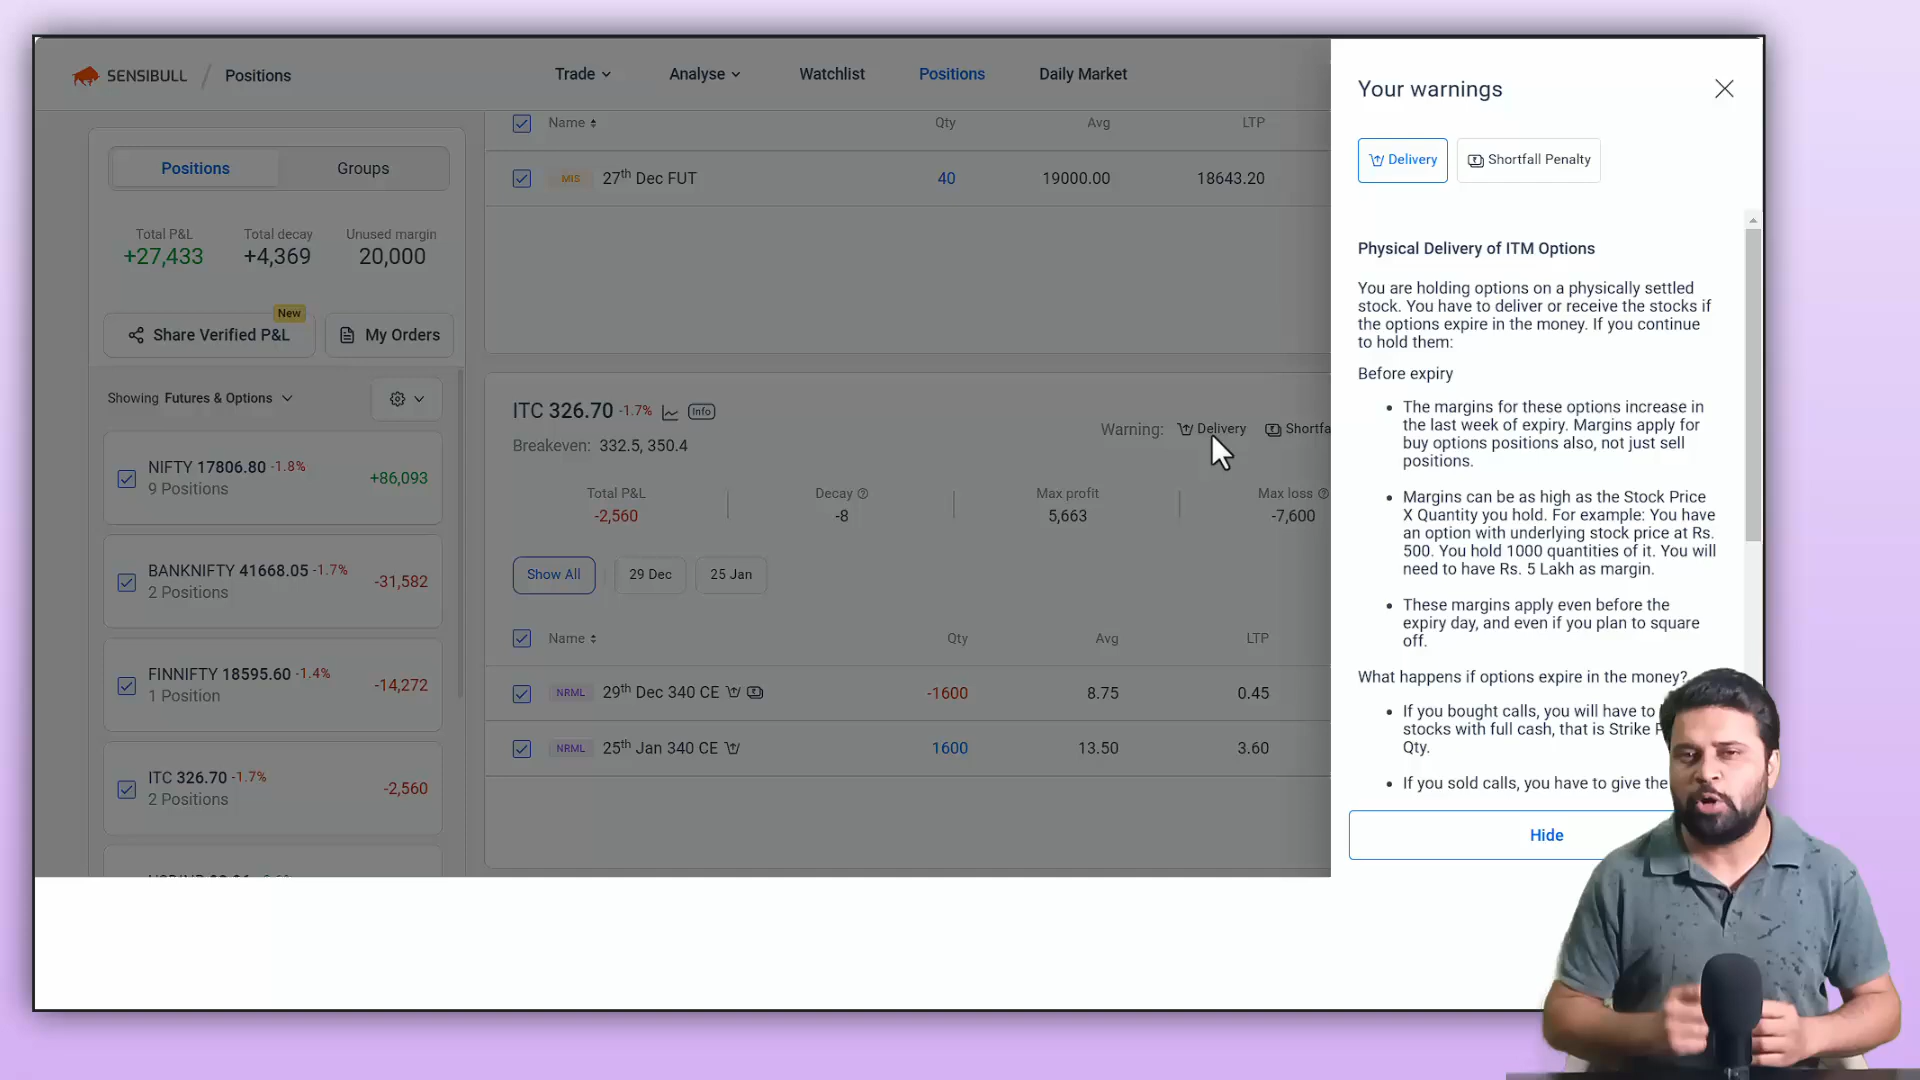 SENSIBULL / Positions
Trade
Analyse
Watchlist
Positions
Daily Market
Positions
Groups
Total P&L
+27,433
Total decay
+4,369
Unused margin
20,000
New
Share Verified P&L
My Orders
Showing Futures & Options
NIFTY 17806.80 -1.8%
9 Positions
+86,093
BANKNIFTY 41668.05 -1.7%
2 Positions
-31,582
FINNIFTY 18595.60 -1.4%
1 Position
-14,272
ITC 326.70 -1.7%
2 Positions
-2,560
Name
Qty
Avg
LTP
MIS 27th Dec FUT
40
19000.00
18643.20
ITC 326.70 -1.7% Info
Breakeven: 332.5, 350.4
Warning: Delivery
Total P&L
-2,560
Decay
-8
Max profit
5,663
Max loss
-7,600
Show All
29 Dec
25 Jan
Name
Qty
Avg
LTP
NRML 29th Dec 340 CE
-1600
8.75
0.45
NRML 25th Jan 340 CE
1600
13.50
3.60
Your warnings
Delivery
Shortfall Penalty
Physical Delivery of ITM Options
You are holding options on a physically settled
stock. You have to deliver or receive the stocks if
the options expire in the money. If you continue
to hold them:
Before expiry
• The margins for these options increase in
the last week of expiry. Margins apply for
buy options positions also, not just sell
positions.
• Margins can be as high as the Stock Price
X Quantity you hold. For example: You have
an option with underlying stock price at Rs.
500. You hold 1000 quantities of it. You will
need to have Rs. 5 Lakh as margin.
• These margins apply even before the
expiry day, and even if you plan to square
off.
What happens if options expire in the money?
• If you bought calls, you will have to
stocks with full cash, that is Strike
Qty.
• If you sold calls, you have to give the
Hide